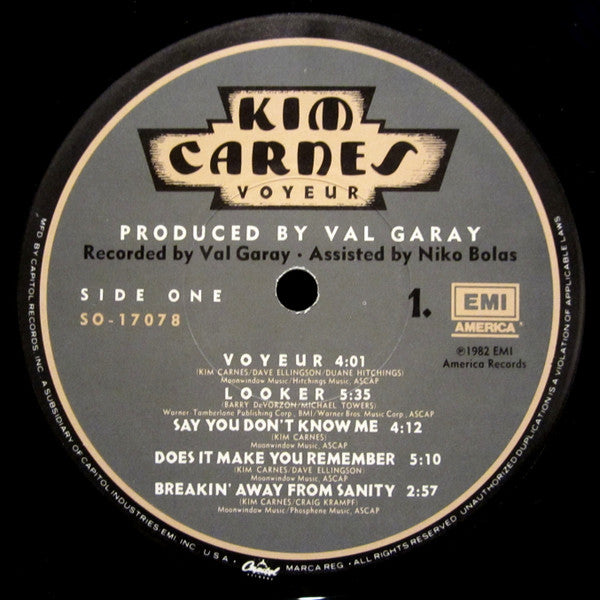 KIM
CARNES
VOYEUR
PRODUCED BY VAL GARAY
Recorded by Val Garay · Assisted by Niko Bolas
SIDE ONE
SO-17078
1.
EMI
AMERICA
℗1982 EMI
America Records
VOYEUR 4:01
(KIM CARNES/DAVE ELLINGSON/DUANE HITCHINGS)
Moonwindow Music/Hitchings Music, ASCAP
LOOKER 5:35
(BARRY DeVORZON/MICHAEL TOWERS)
Warner: Tamberlane Publishing Corp., BMI/Warner Bros. Music Corp., ASCAP
SAY YOU DON'T KNOW ME 4:12
(KIM CARNES)
Moonwindow Music, ASCAP
DOES IT MAKE YOU REMEMBER 5:10
(KIM CARNES/DAVE ELLINGSON)
Moonwindow Music, ASCAP
BREAKIN' AWAY FROM SANITY 2:57
(KIM CARNES/CRAIG KRAMPF)
Moonwindow Music/Phosphene Music, ASCAP
MFD. BY CAPITOL RECORDS, INC. A SUBSIDIARY OF CAPITOL INDUSTRIES-EMI, INC. U.S.A. · Capitol RECORDS MARCA REG. · ALL RIGHTS RESERVED. UNAUTHORIZED DUPLICATION IS A VIOLATION OF APPLICABLE LAWS